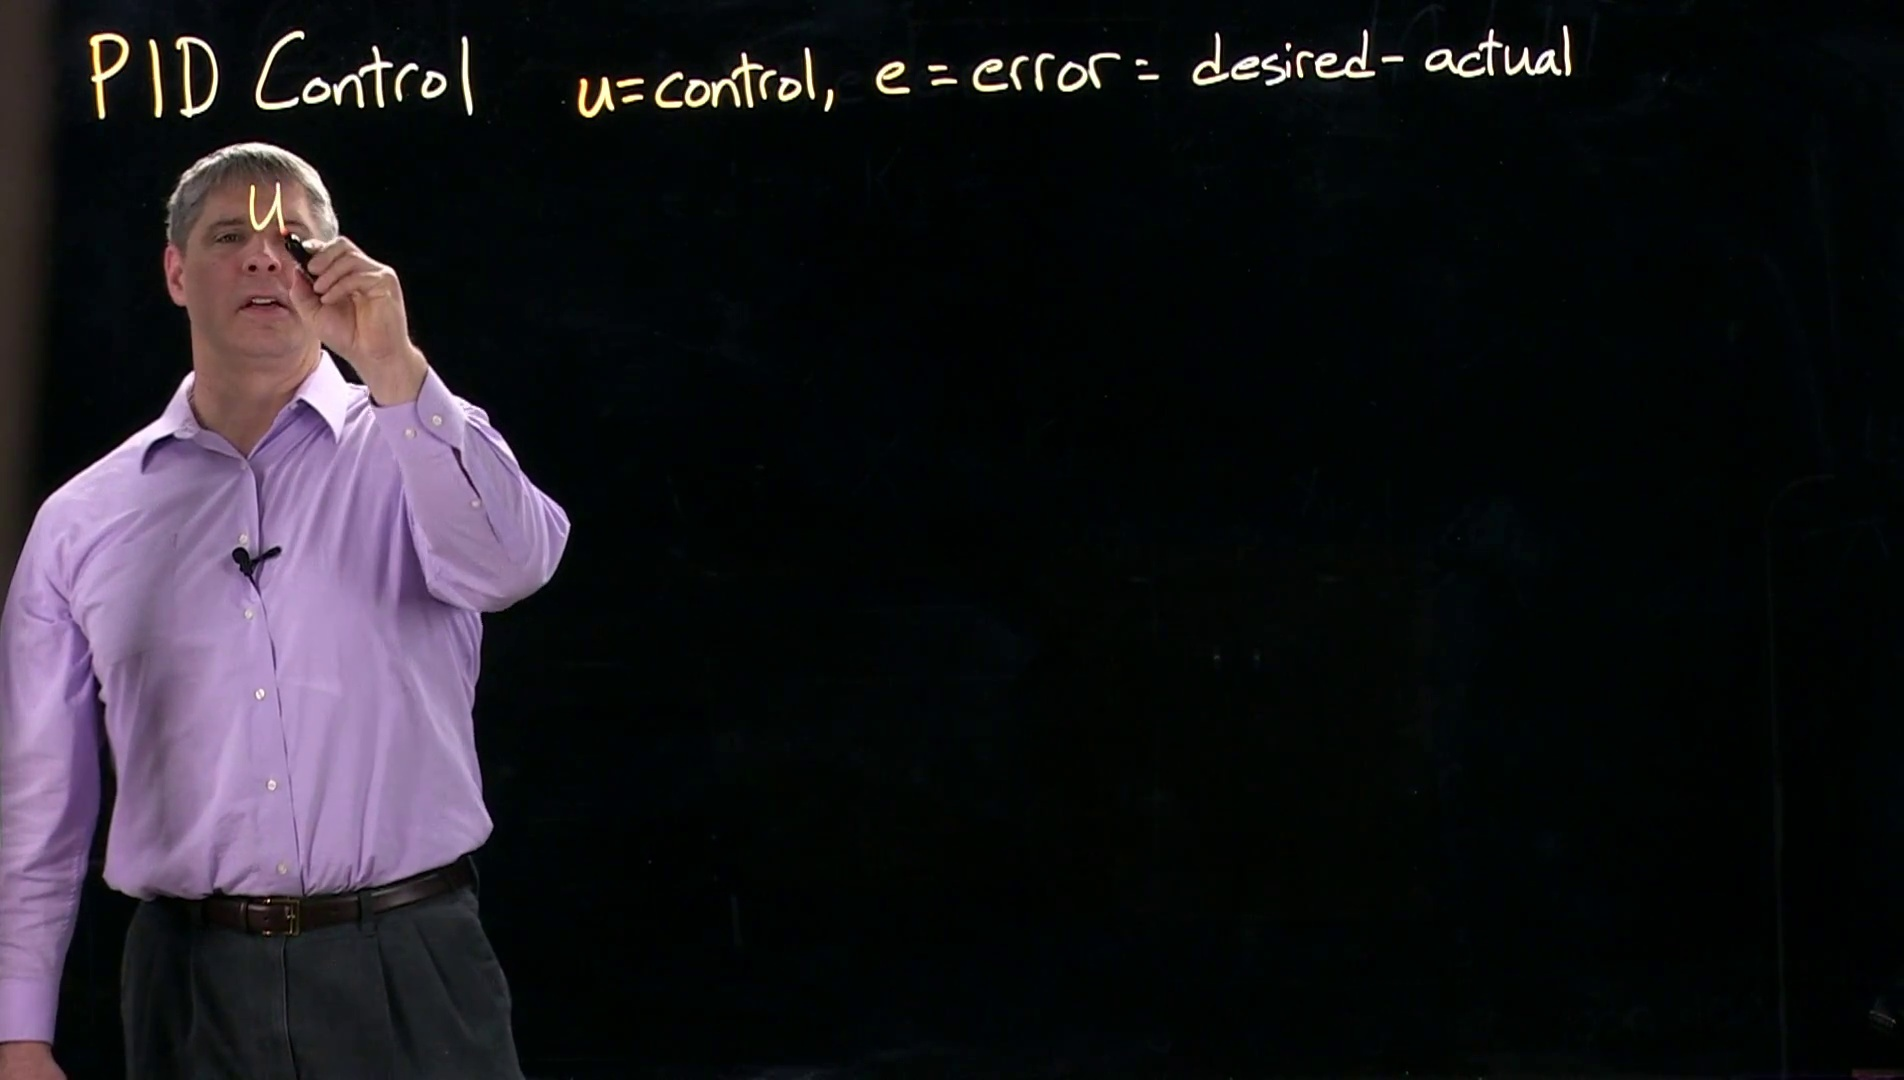 PID Control u=control, e=error= desired-actual
u